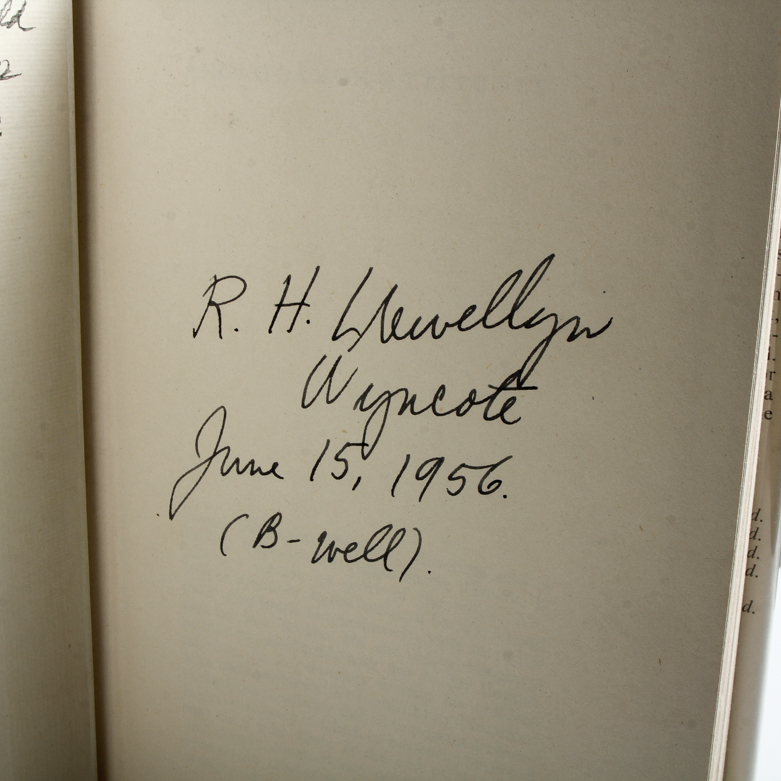 R. H. Llewellyn
Wyncote
June 15, 1956.
(B-well).